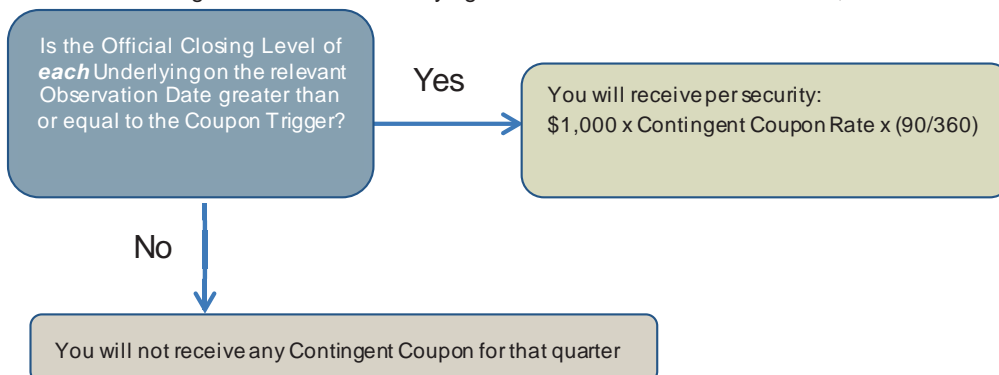 Is the Official Closing Level of
each Underlying on the relevant
Observation Date greater than
or equal to the Coupon Trigger?
Yes
You will receive per security:
$1,000 x Contingent Coupon Rate x (90/360)
No
You will not receive any Contingent Coupon for that quarter